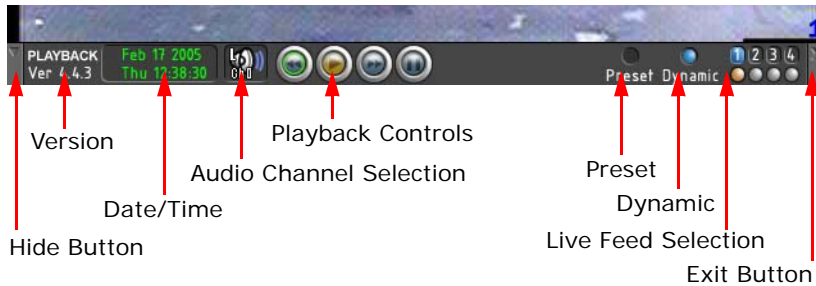 1
PLAYBACK
Ver 4.4.3
Feb 17 2005
Thu 12:38:30
Preset Dynamic
1 2 3 4
Version
Playback Controls
Audio Channel Selection
Preset
Date/Time
Dynamic
Hide Button
Live Feed Selection
Exit Button